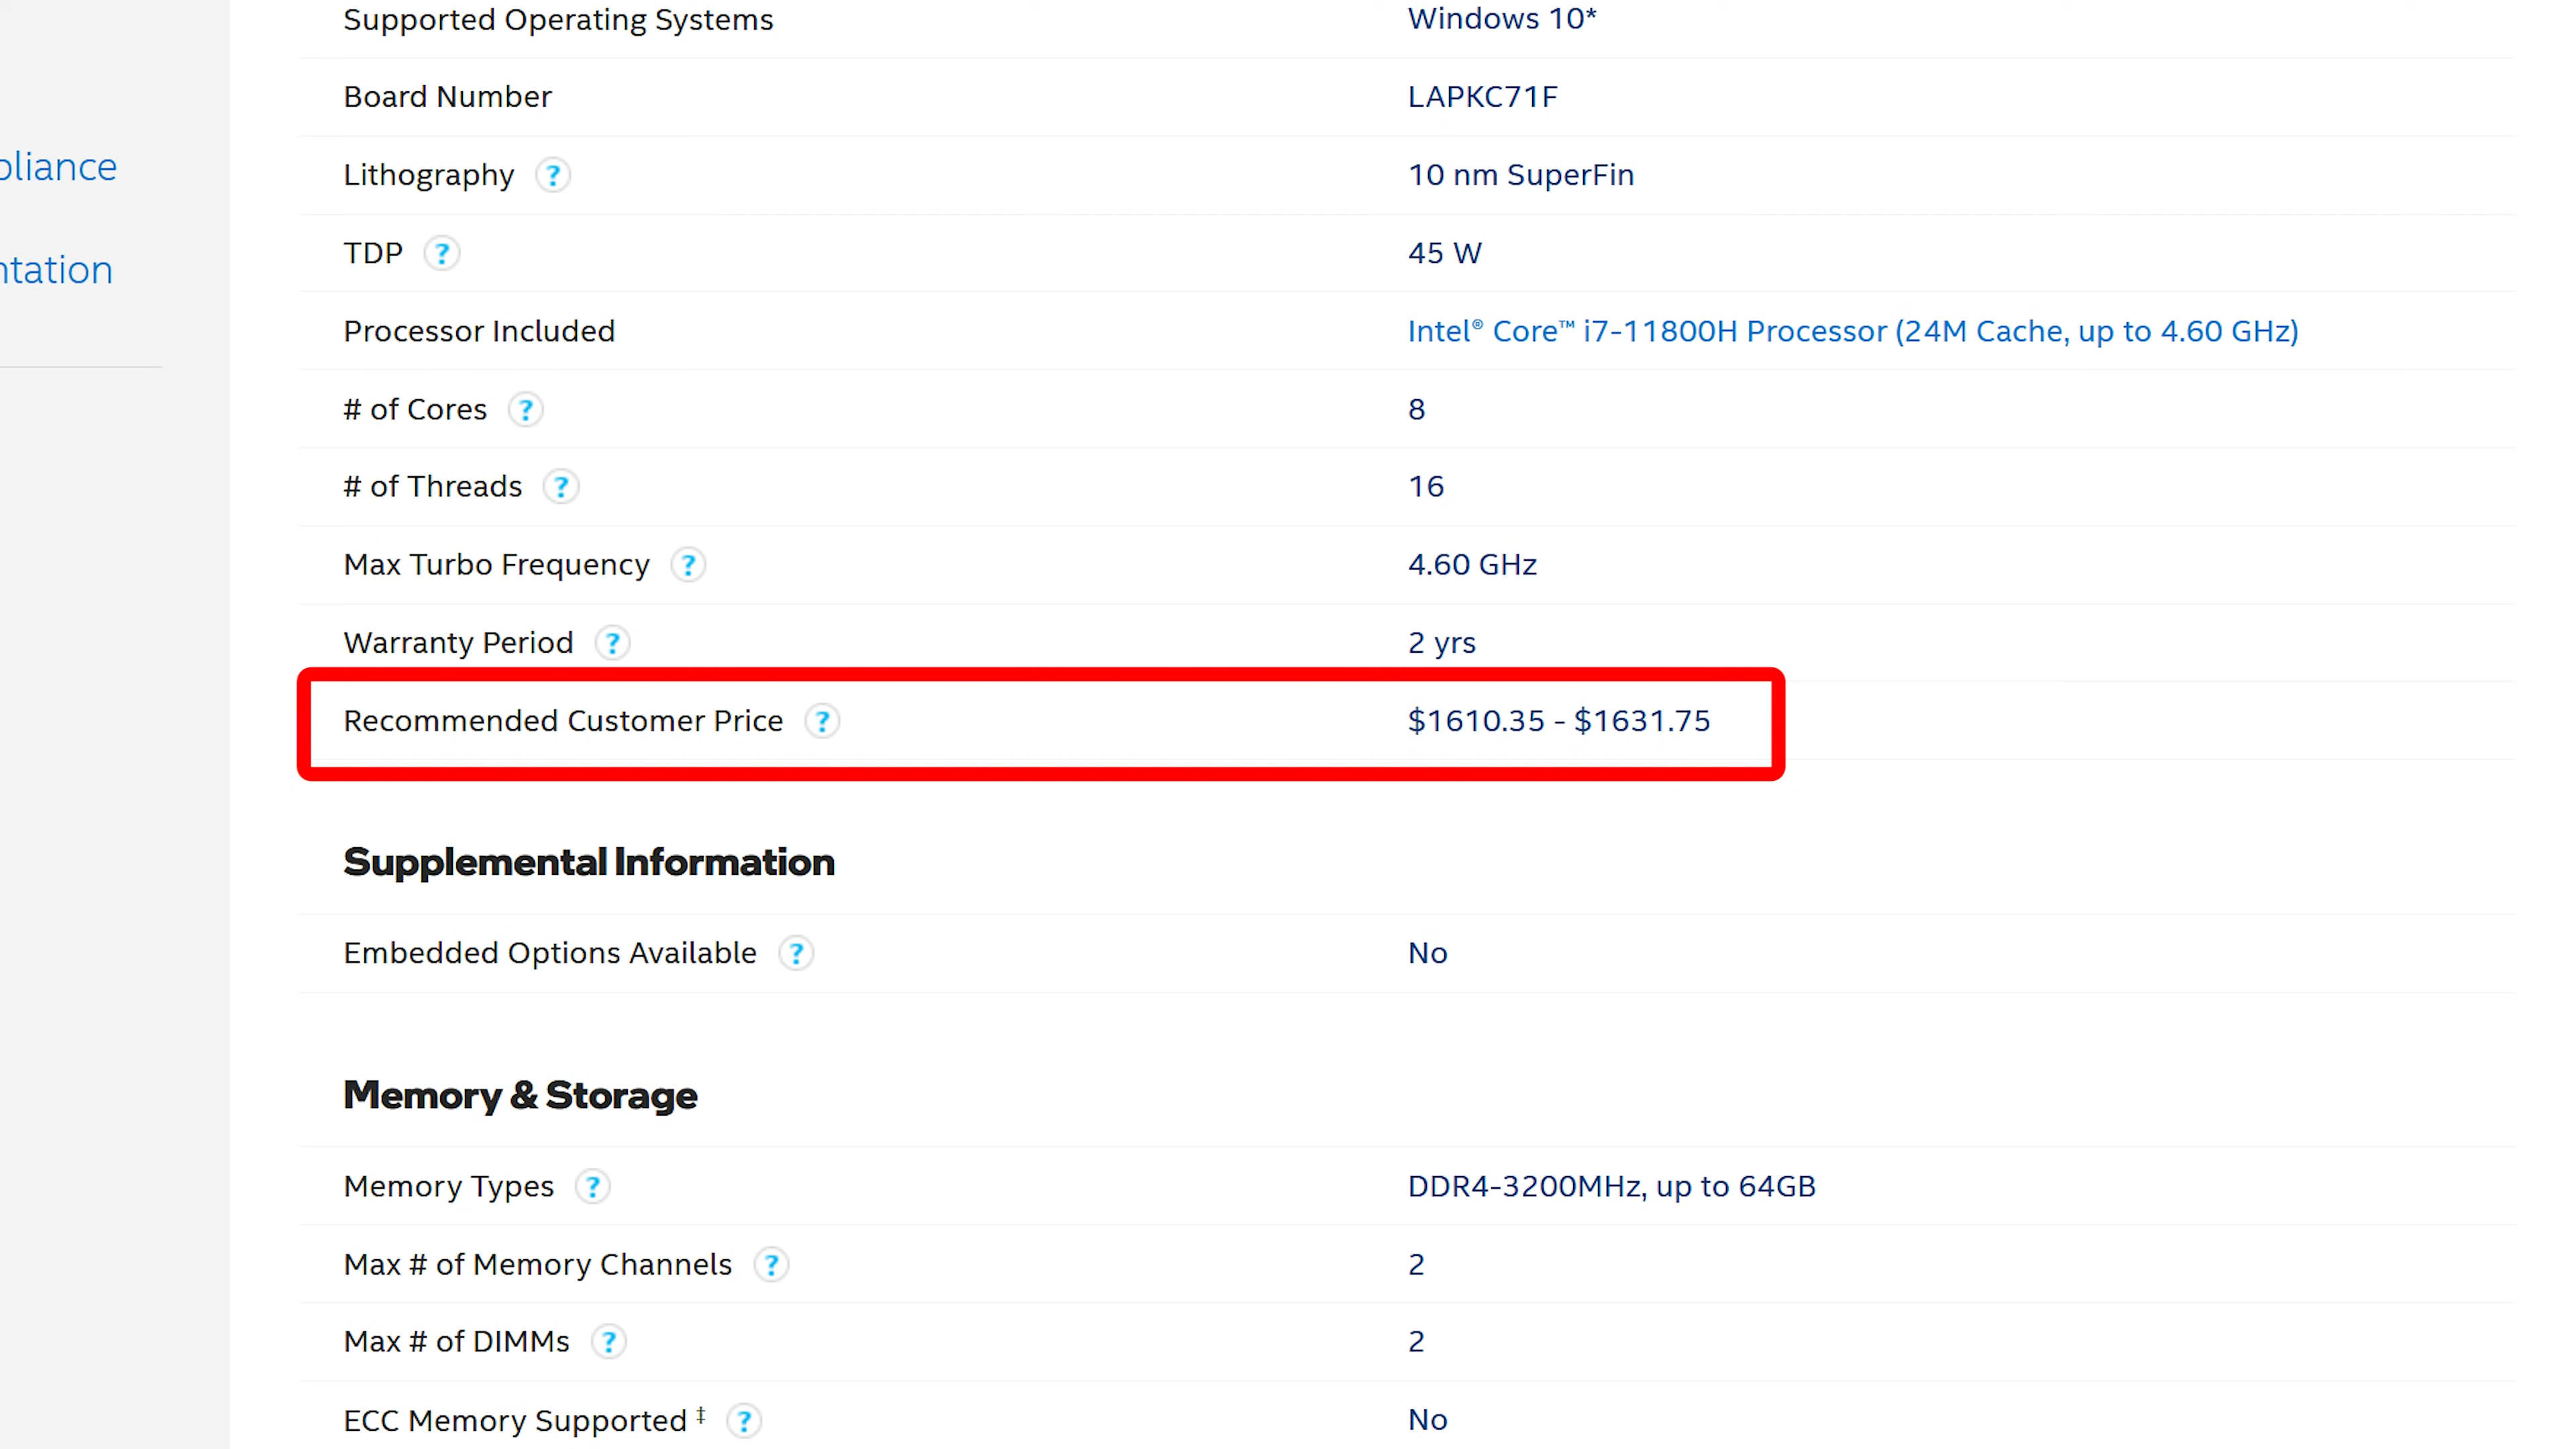 Supported Operating Systems Windows 10*
Board Number LAPKC71F
pliance
Lithography ? 10 nm SuperFin
TDP ? 45 W
ntation
Processor Included Intel® Core™ i7-11800H Processor (24M Cache, up to 4.60 GHz)
# of Cores ? 8
# of Threads ? 16
Max Turbo Frequency ? 4.60 GHz
Warranty Period ? 2 yrs
Recommended Customer Price ? $1610.35 - $1631.75
Supplemental Information
Embedded Options Available ? No
Memory & Storage
Memory Types ? DDR4-3200MHz, up to 64GB
Max # of Memory Channels ? 2
Max # of DIMMs ? 2
ECC Memory Supported ‡ ? No